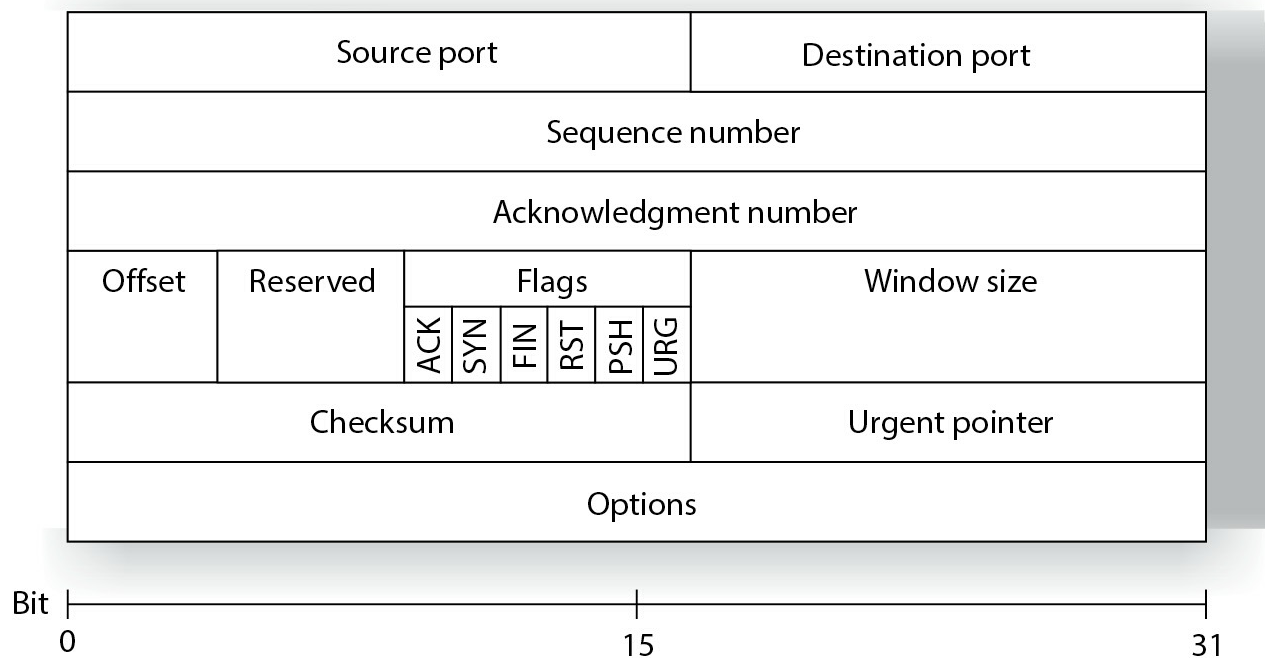 Source port
Destination port
Sequence number
Acknowledgment number
Offset
Reserved
Flags
Window size
ACK
SYN
FIN
RST
PSH
URG
Checksum
Urgent pointer
Options
Bit
0
15
31